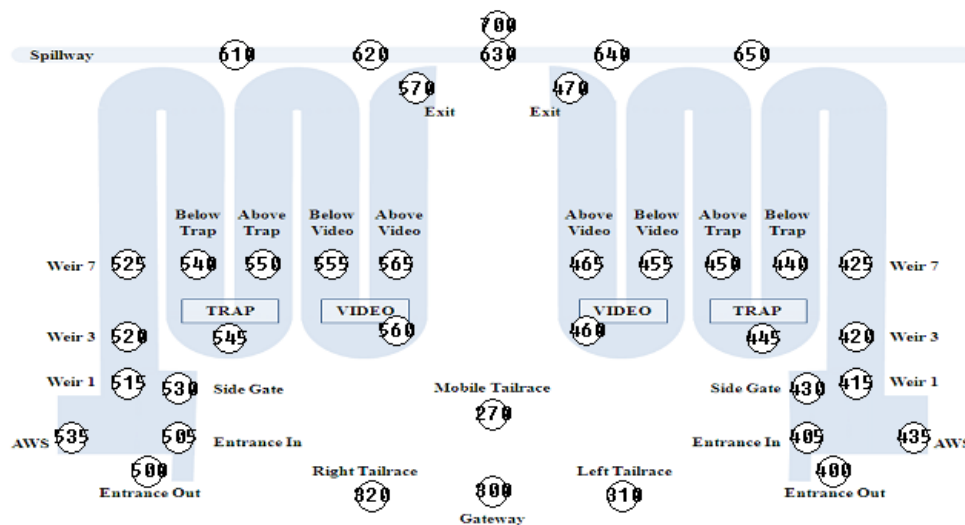 700
Spillway 610 620 630 640 650
570 470
Exit Exit
Below Trap Above Trap Below Video Above Video Above Video Below Video Above Trap Below Trap
Weir 7 525 540 550 555 565 465 455 450 440 425 Weir 7
TRAP VIDEO VIDEO TRAP
Weir 3 520 545 560 460 445 420 Weir 3
Weir 1 515 530 Side Gate Mobile Tailrace Side Gate 430 415 Weir 1
270
AWS 535 505 Entrance In Entrance In 405 435 AWS
500 Right Tailrace Left Tailrace 400
Entrance Out 320 300 310 Entrance Out
Gateway